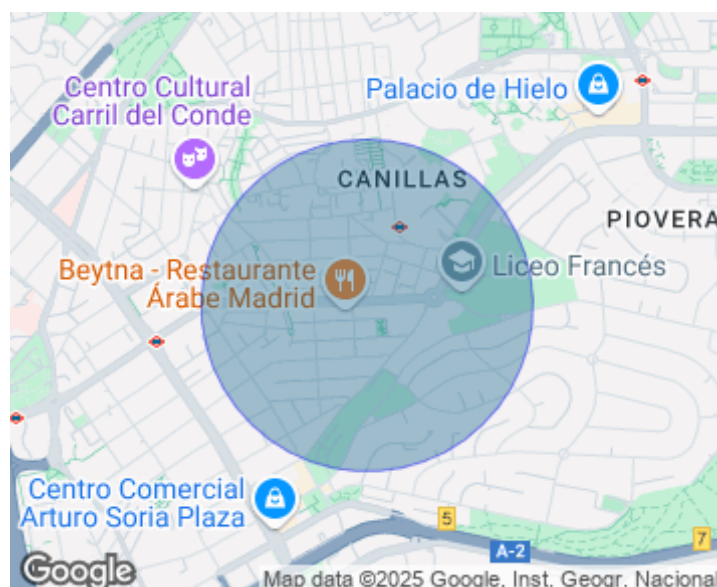 Centro Cultural
Carril del Conde
Palacio de Hielo
CANILLAS
PIOVERA
Beytna - Restaurante
Árabe Madrid
Liceo Francés
Centro Comercial
Arturo Soria Plaza
5
A-2
7
Google
Map data ©2025 Google, Inst. Geogr. Nacional